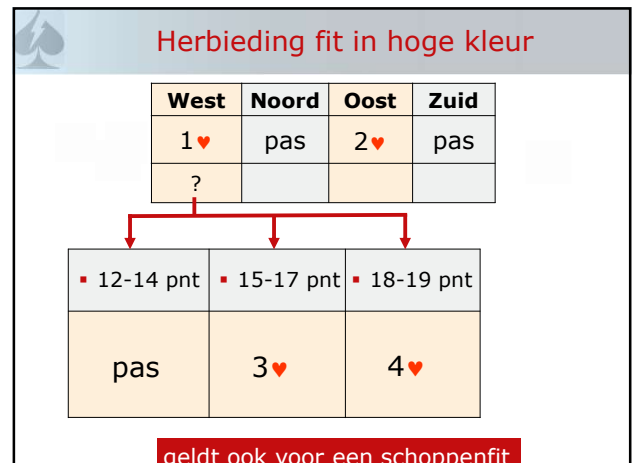 Herbieding fit in hoge kleur
West Noord Oost Zuid
1♥ pas 2♥ pas
?
▪ 12-14 pnt ▪ 15-17 pnt ▪ 18-19 pnt
pas 3♥ 4♥
geldt ook voor een schoppenfit